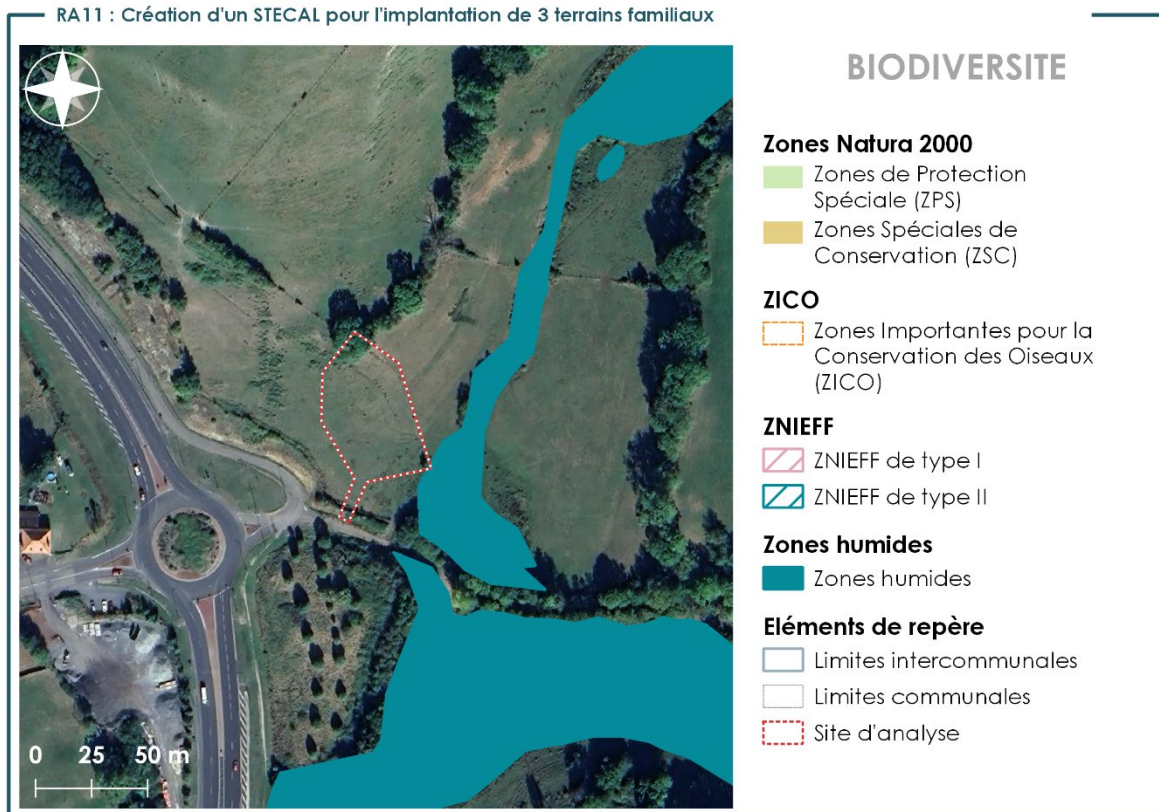 RA11 : Création d'un STECAL pour l'implantation de 3 terrains familiaux
BIODIVERSITE
Zones Natura 2000
Zones de Protection
Spéciale (ZPS)
Zones Spéciales de
Conservation (ZSC)
ZICO
Zones Importantes pour la
Conservation des Oiseaux
(ZICO)
ZNIEFF
ZNIEFF de type I
ZNIEFF de type II
Zones humides
Zones humides
Eléments de repère
Limites intercommunales
Limites communales
Site d'analyse
0 25 50 m